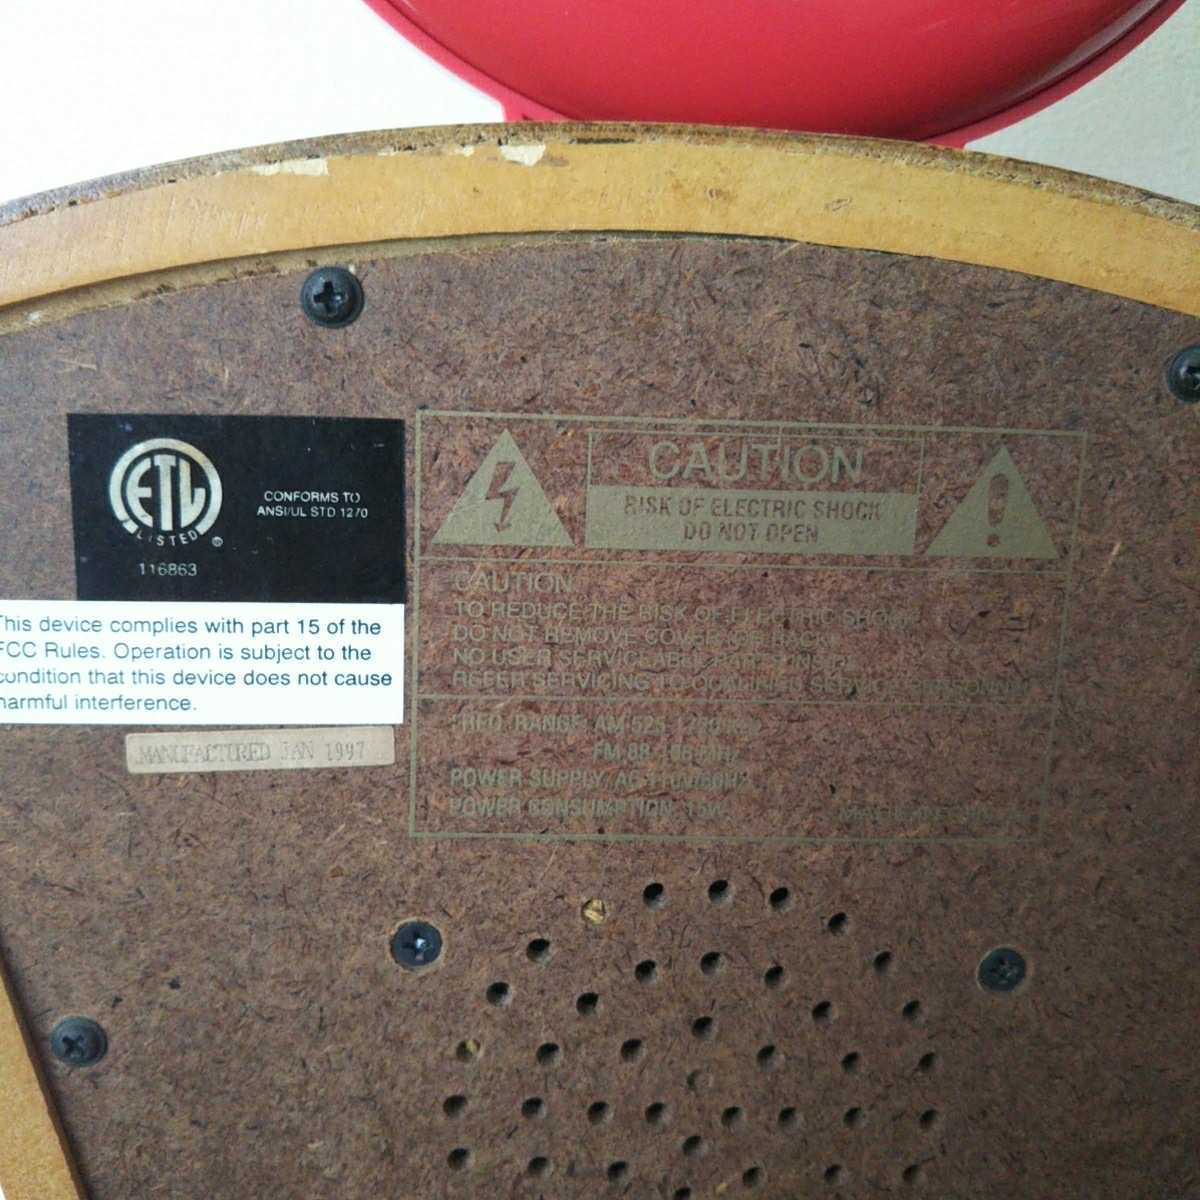 ETL
LISTED ®
116863
CONFORMS TO
ANSI/UL STD 1270
This device complies with part 15 of the
FCC Rules. Operation is subject to the
condition that this device does not cause
harmful interference.
MANUFACTURED JAN 1997
CAUTION
RISK OF ELECTRIC SHOCK
DO NOT OPEN
CAUTION
TO REDUCE THE RISK OF ELECTRIC SHOCK
DO NOT REMOVE COVER OR BACK
NO USER SERVICEABLE PARTS INSIDE
REFER SERVICING TO QUALIFIED SERVICE PERSONNEL
FREQ. RANGE: AM 525-
FM 88-
POWER SUPPLY: AC
POWER CONSUMPTION: